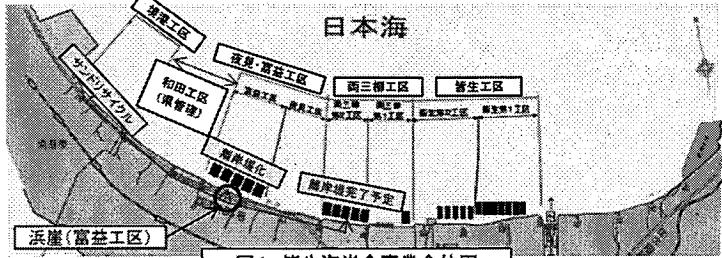 日本海
境港工区
夜見・富益工区
両三柳工区
皆生工区
サンドリサイクル
和田工区
(県管理)
富益工区
夜見工区
両三柳
第2工区
両三柳
第1工区
皆生第2工区
皆生第1工区
離岸堤化
離岸堤完了予定
浜崖(富益工区)